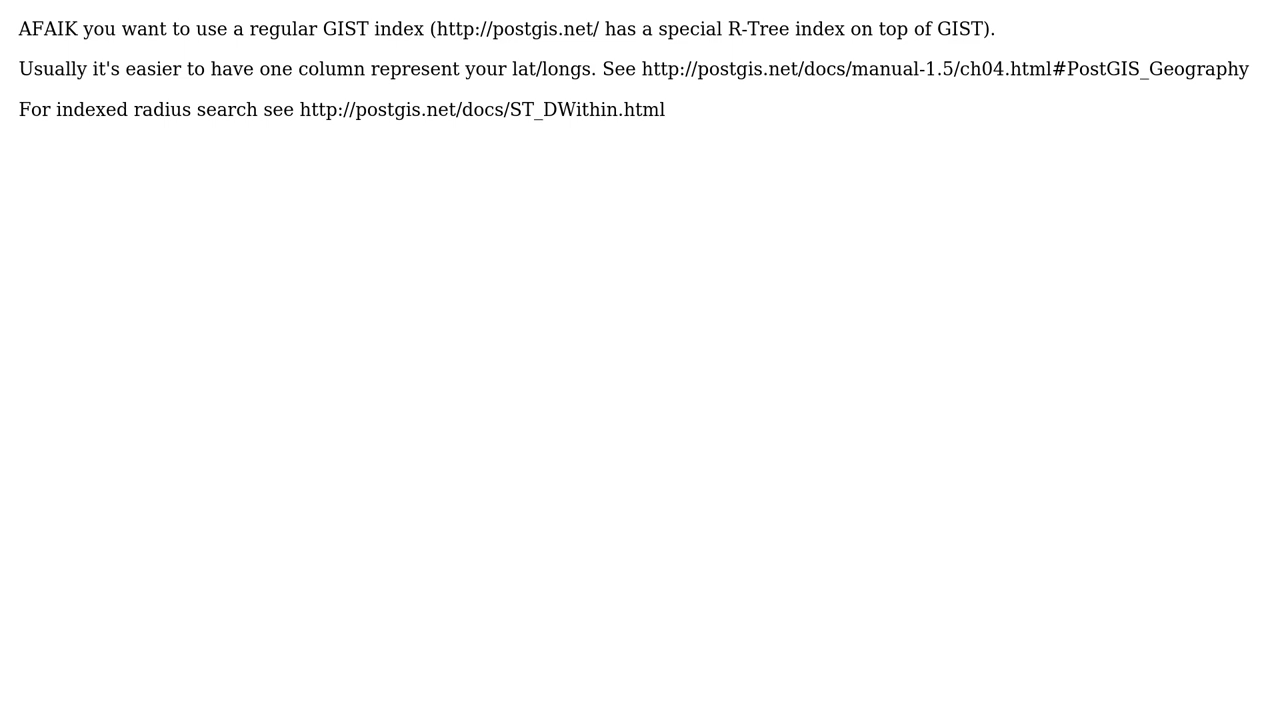 AFAIK you want to use a regular GIST index (http://postgis.net/ has a special R-Tree index on top of GIST).
Usually it's easier to have one column represent your lat/longs. See http://postgis.net/docs/manual-1.5/ch04.html#PostGIS_Geography
For indexed radius search see http://postgis.net/docs/ST_DWithin.html